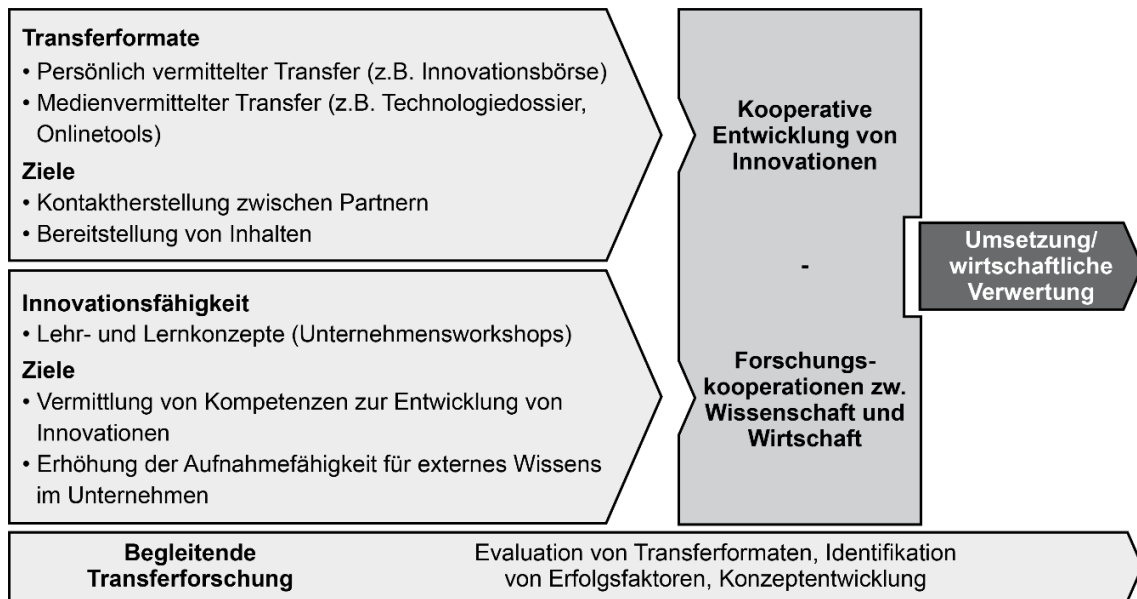 Transferformate
• Persönlich vermittelter Transfer (z.B. Innovationsbörse)
• Medienvermittelter Transfer (z.B. Technologiedossier,
Onlinetools)
Ziele
• Kontaktherstellung zwischen Partnern
• Bereitstellung von Inhalten
Innovationsfähigkeit
• Lehr- und Lernkonzepte (Unternehmensworkshops)
Ziele
• Vermittlung von Kompetenzen zur Entwicklung von
Innovationen
• Erhöhung der Aufnahmefähigkeit für externes Wissens
im Unternehmen
Kooperative
Entwicklung von
Innovationen
-
Forschungs-
kooperationen zw.
Wissenschaft und
Wirtschaft
Umsetzung/
wirtschaftliche
Verwertung
Begleitende
Transferforschung
Evaluation von Transferformaten, Identifikation
von Erfolgsfaktoren, Konzeptentwicklung